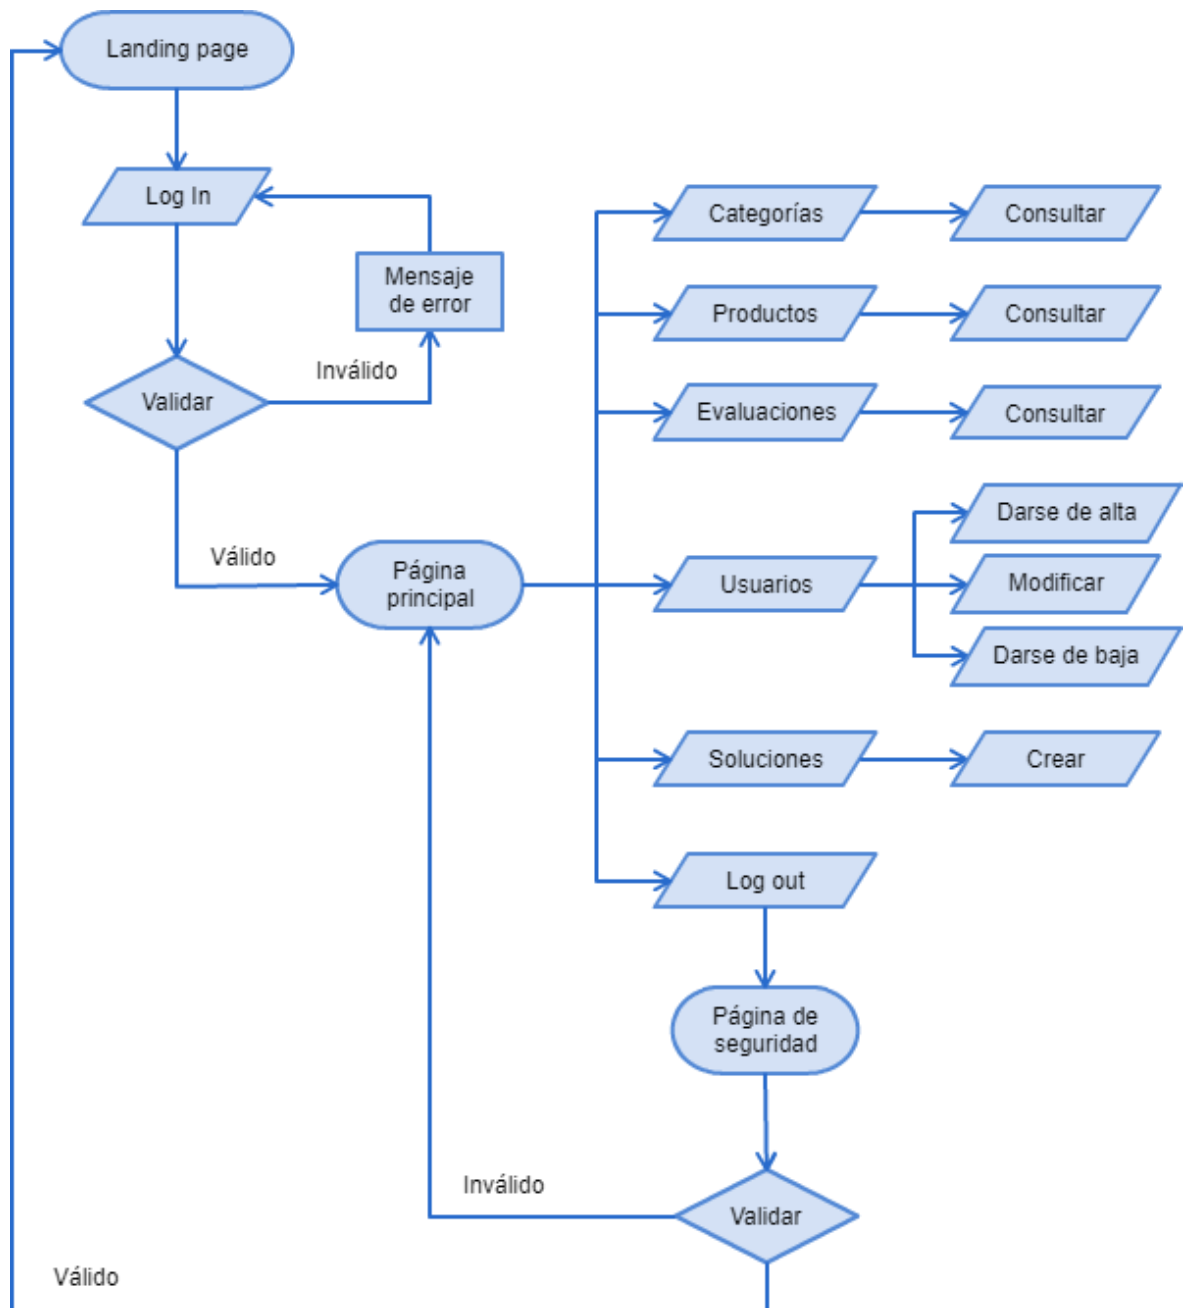 Landing page
Log In
Mensaje
de error
Validar
Inválido
Válido
Página
principal
Categorías
Consultar
Productos
Consultar
Evaluaciones
Consultar
Usuarios
Darse de alta
Modificar
Darse de baja
Soluciones
Crear
Log out
Página de
seguridad
Validar
Inválido
Válido